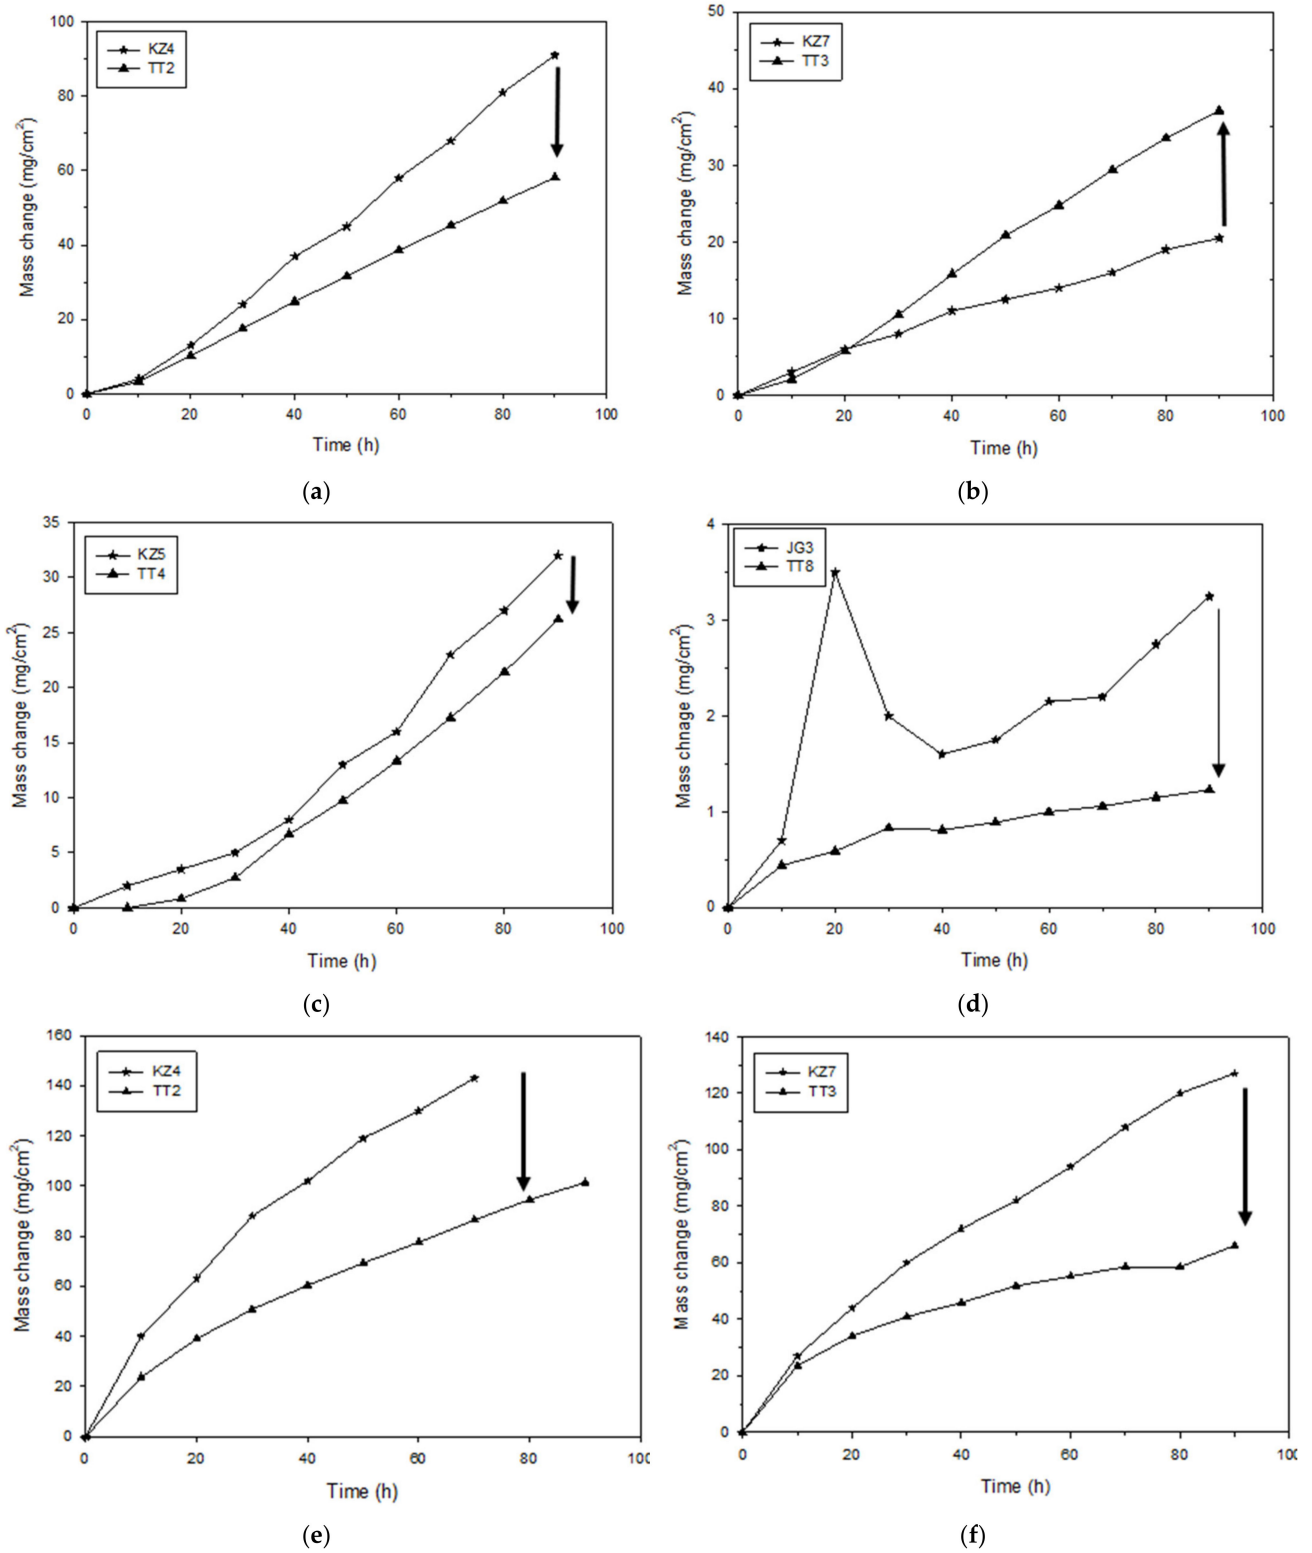 KZ4
TT2
100
80
60
40
20
0
0 20 40 60 80 100
Mass change (mg/cm²)
Time (h)
(a)
KZ7
TT3
50
40
30
20
10
0
0 20 40 60 80 100
Mass change (mg/cm²)
Time (h)
(b)
KZ5
TT4
35
30
25
20
15
10
5
0
0 20 40 60 80 100
Mass change (mg/cm²)
Time (h)
(c)
JG3
TT8
4
3
2
1
0
0 20 40 60 80 100
Mass chnage (mg/cm²)
Time (h)
(d)
KZ4
TT2
160
140
120
100
80
60
40
20
0
0 20 40 60 80 100
Mass change (mg/cm²)
Time (h)
(e)
KZ7
TT3
140
120
100
80
60
40
20
0
0 20 40 60 80 100
Mass change (mg/cm²)
Time (h)
(f)